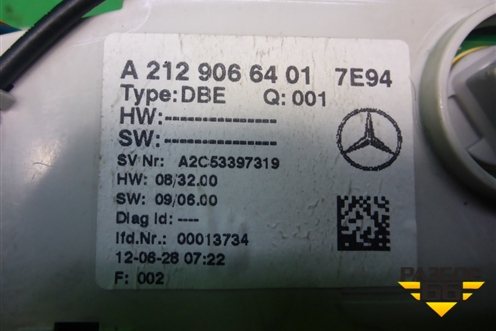 A 212 906 64 01 7E94
Type:DBE Q: 001
HW:---------------
SW:---------------
SV Nr: A2C53397319
HW: 08/32.00
SW: 09/06.00
Diag Id: ----
lfd.Nr.: 00013734
12-06-28 07:22
F: 002